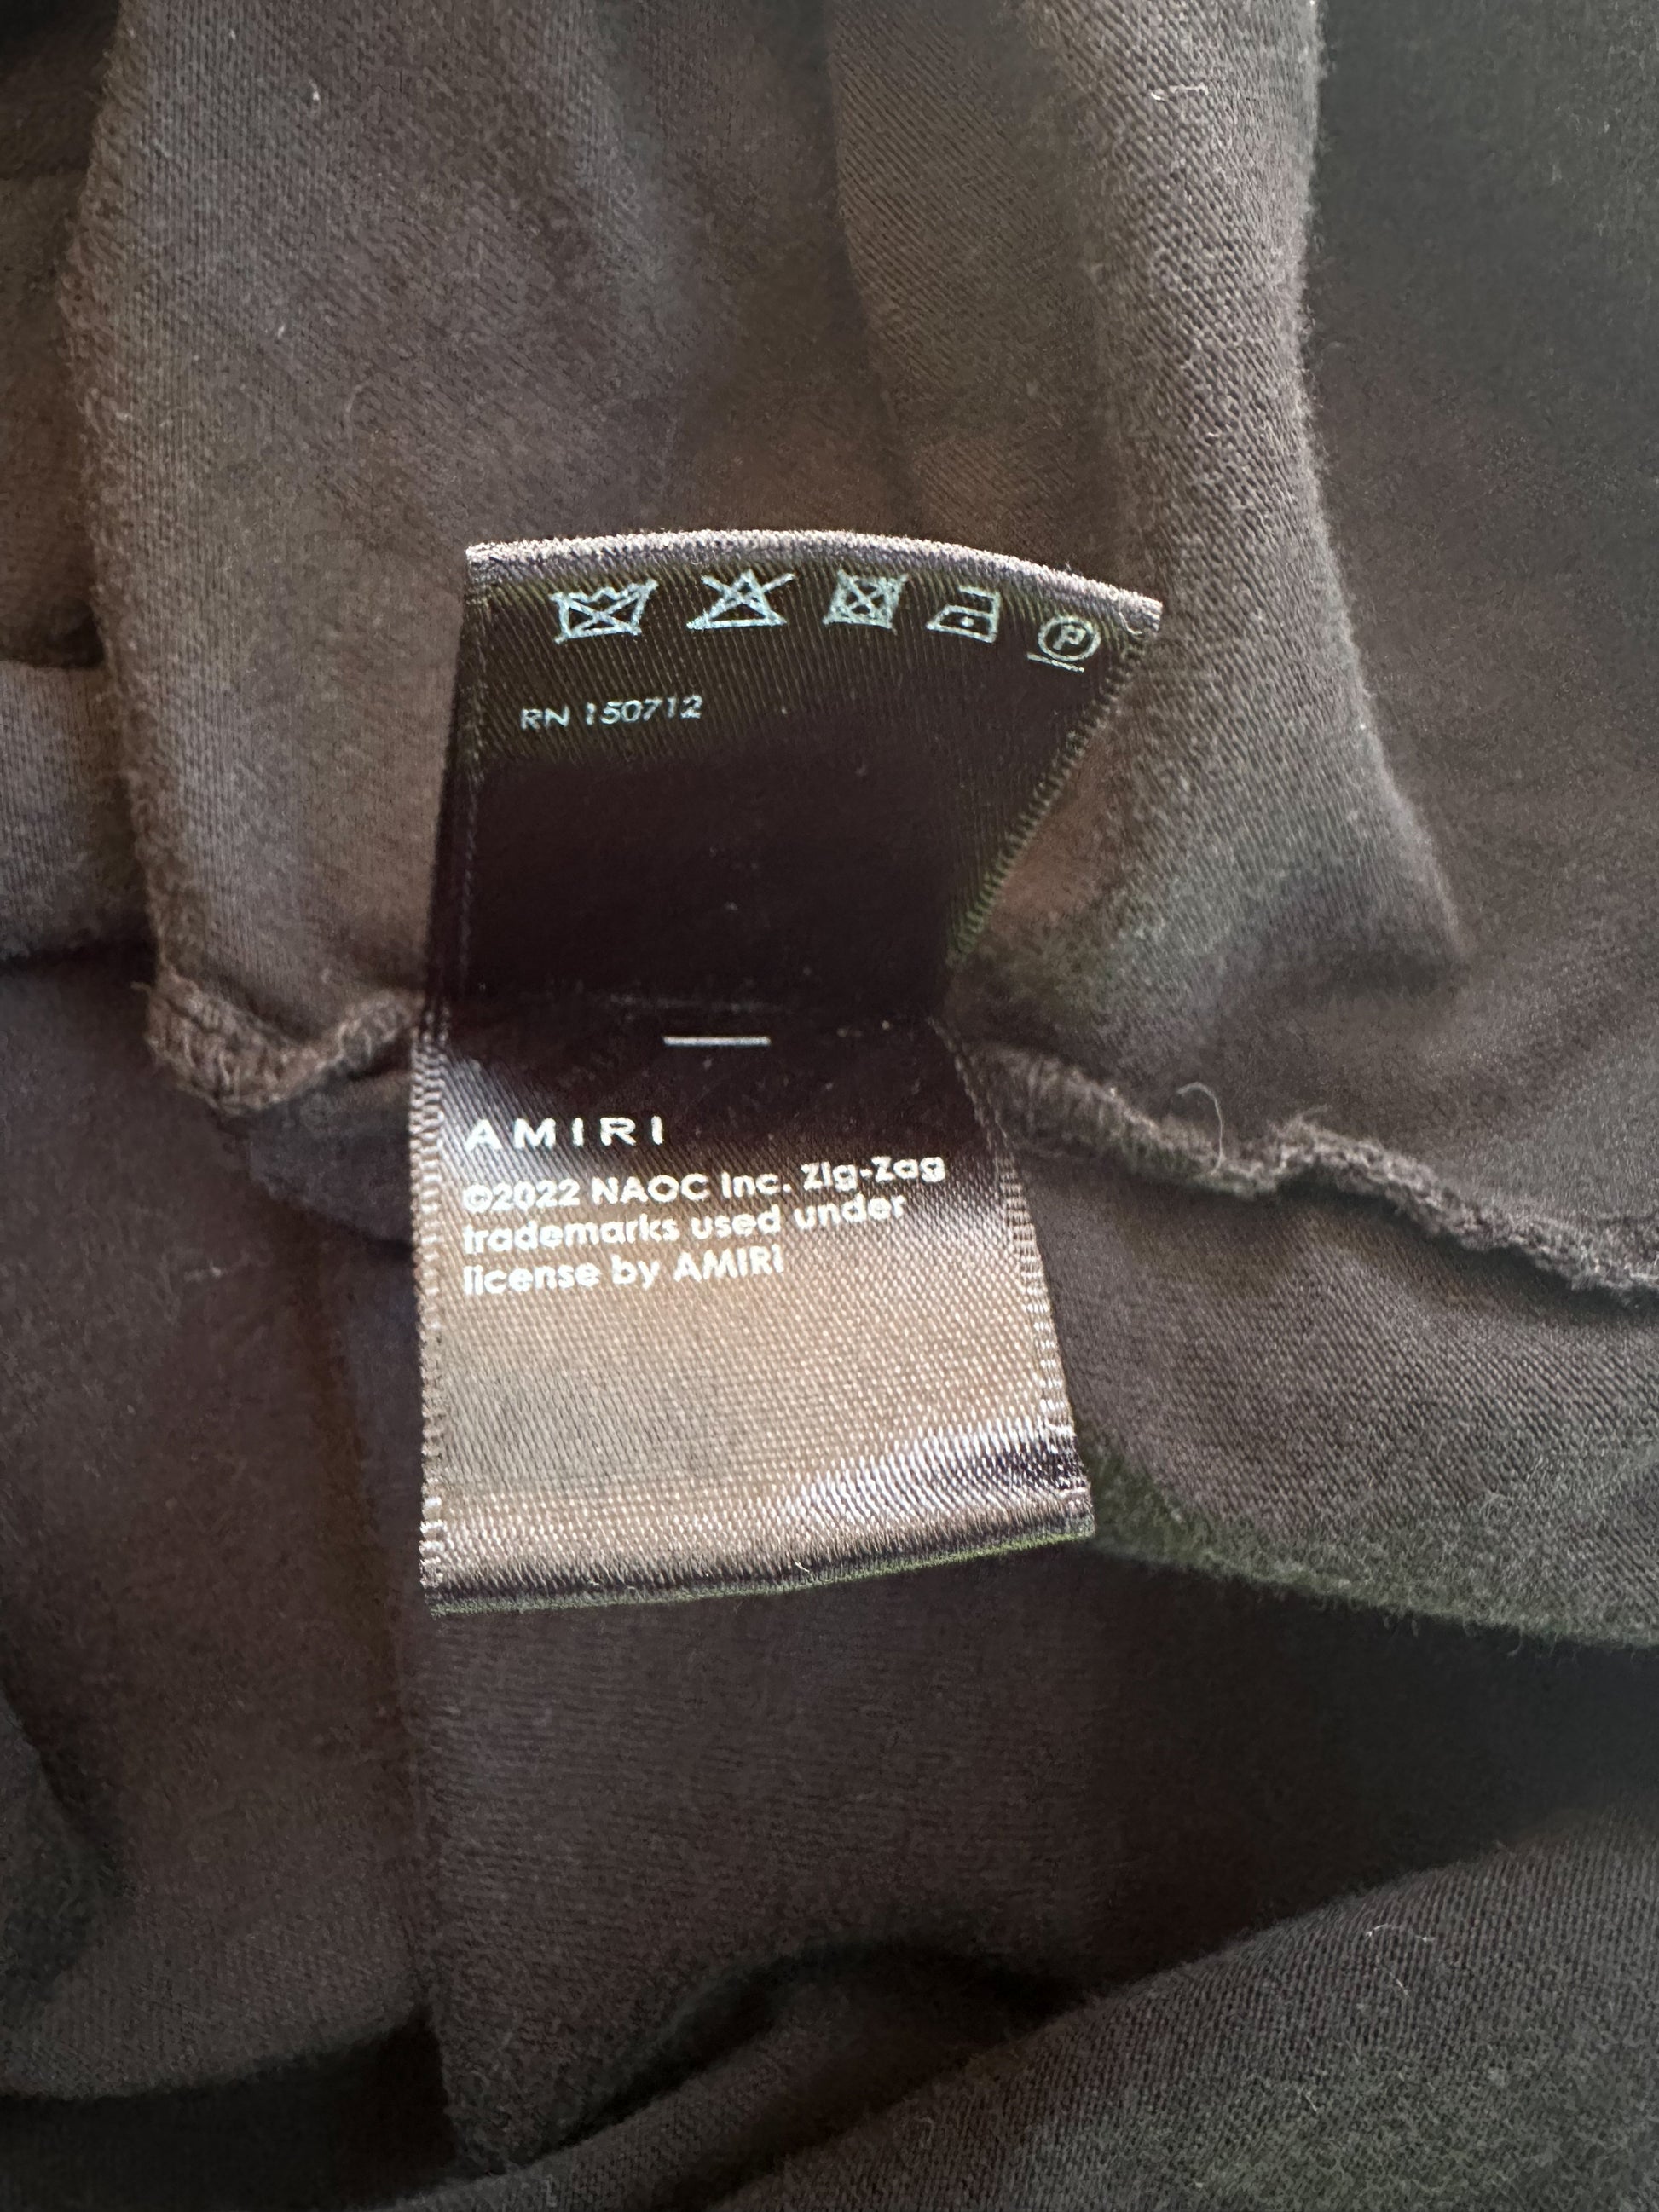 P
RN 150712
AMIRI
©2022 NAOC Inc. Zig-Zag
trademarks used under
license by AMIRI